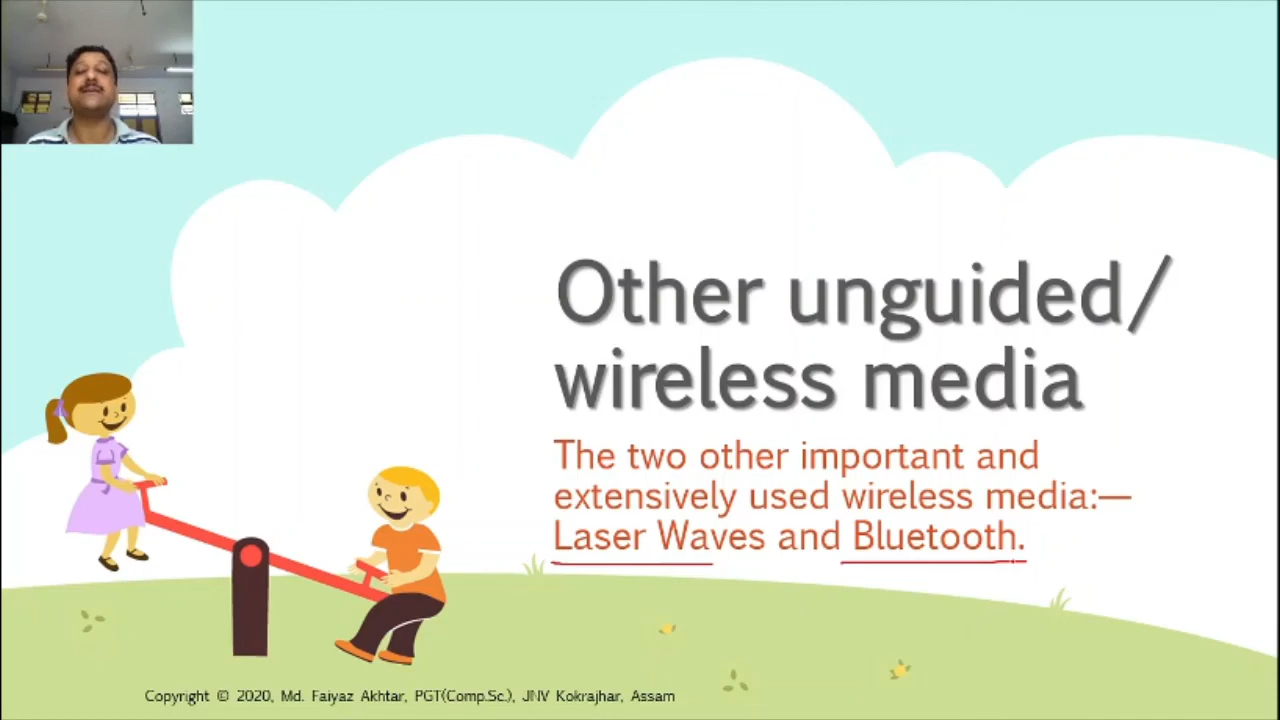 Other unguided/
wireless media
The two other important and
extensively used wireless media:—
Laser Waves and Bluetooth.
Copyright © 2020, Md. Faiyaz Akhtar, PGT(Comp.Sc.), JNV Kokrajhar, Assam